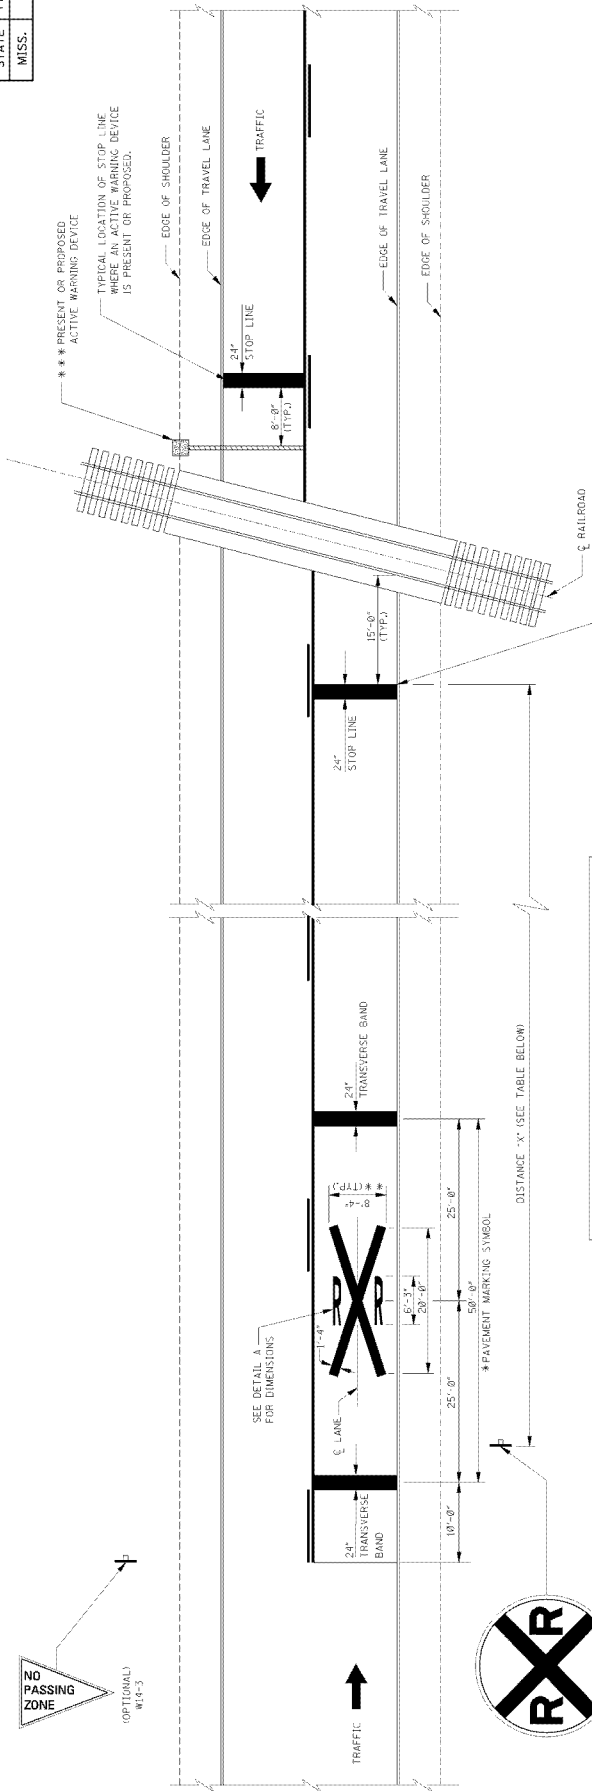 STATE
MISS.
* * * PRESENT OR PROPOSED
ACTIVE WARNING DEVICE
TYPICAL LOCATION OF STOP LINE
WHERE AN ACTIVE WARNING DEVICE
IS PRESENT OR PROPOSED.
EDGE OF SHOULDER
EDGE OF TRAVEL LANE
TRAFFIC
24"
STOP LINE
8'-0"
(TYP.)
EDGE OF TRAVEL LANE
EDGE OF SHOULDER
15'-0"
(TYP.)
℄ RAILROAD
24"
STOP LINE
24"
TRANSVERSE BAND
DISTANCE "X" (SEE TABLE BELOW)
8'-4"
* * (TYP.)
SEE DETAIL A
FOR DIMENSIONS
1'-4"
R
R
℄ LANE
6'-3"
20'-0"
25'-0"
25'-0"
50'-0"
* PAVEMENT MARKING SYMBOL
24"
TRANSVERSE
BAND
10'-0"
NO
PASSING
ZONE
(OPTIONAL)
W14-3
TRAFFIC
R R